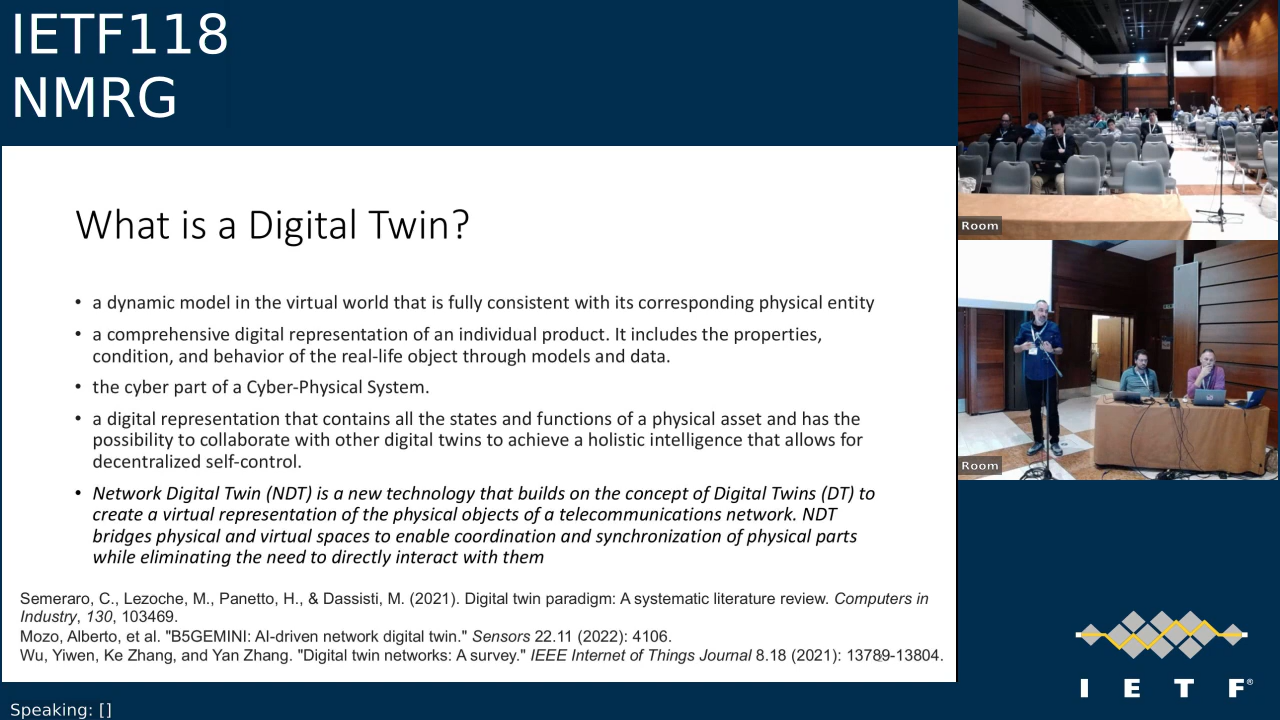 IETF118
NMRG
What is a Digital Twin?
• a dynamic model in the virtual world that is fully consistent with its corresponding physical entity
• a comprehensive digital representation of an individual product. It includes the properties,
condition, and behavior of the real-life object through models and data.
• the cyber part of a Cyber-Physical System.
• a digital representation that contains all the states and functions of a physical asset and has the
possibility to collaborate with other digital twins to achieve a holistic intelligence that allows for
decentralized self-control.
• Network Digital Twin (NDT) is a new technology that builds on the concept of Digital Twins (DT) to
create a virtual representation of the physical objects of a telecommunications network. NDT
bridges physical and virtual spaces to enable coordination and synchronization of physical parts
while eliminating the need to directly interact with them
Semeraro, C., Lezoche, M., Panetto, H., & Dassisti, M. (2021). Digital twin paradigm: A systematic literature review. Computers in
Industry, 130, 103469.
Mozo, Alberto, et al. "B5GEMINI: AI-driven network digital twin." Sensors 22.11 (2022): 4106.
Wu, Yiwen, Ke Zhang, and Yan Zhang. "Digital twin networks: A survey." IEEE Internet of Things Journal 8.18 (2021): 13789-13804.
Room
Room
I E T F®
Speaking: []